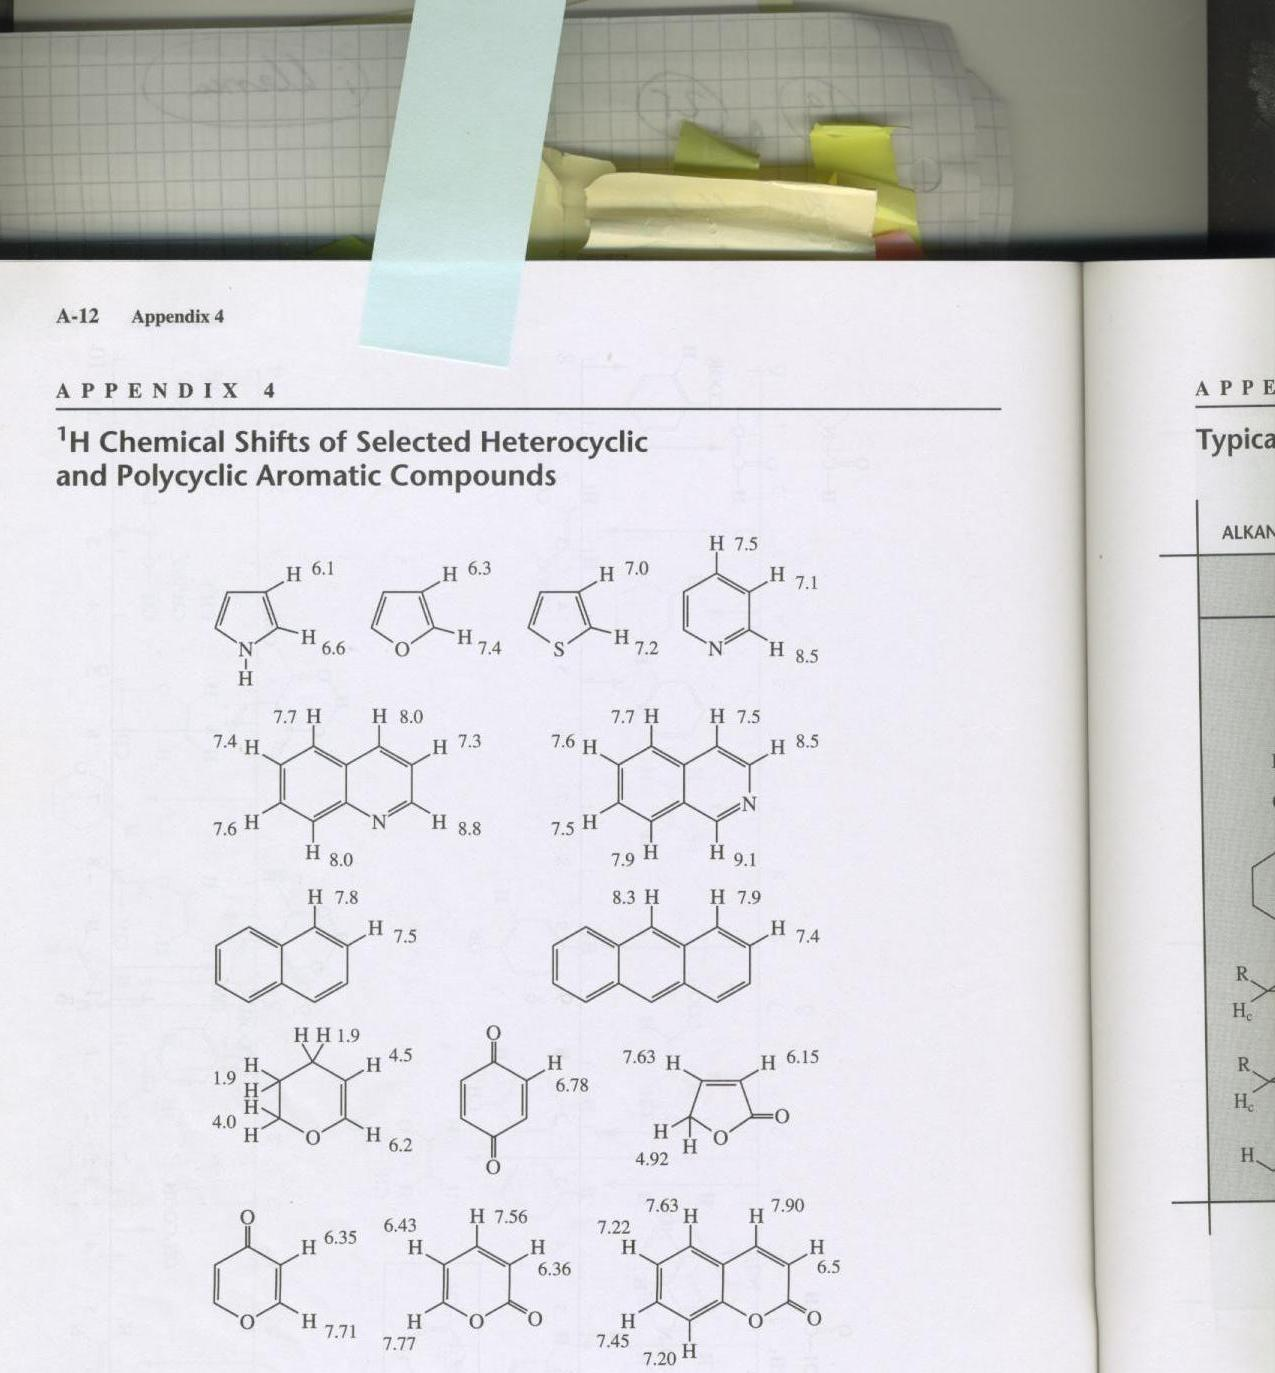 A-12 Appendix 4
APPENDIX 4
¹H Chemical Shifts of Selected Heterocyclic
and Polycyclic Aromatic Compounds
H 6.1
H 6.6
N
H
H 6.3
H 7.4
O
H 7.0
H 7.2
S
H 7.5
H 7.1
H 8.5
N
7.7 H H 8.0
7.4 H H 7.3
7.6 H N H 8.8
H 8.0
7.7 H H 7.5
7.6 H H 8.5
N
7.5 H
7.9 H H 9.1
H 7.8
H 7.5
8.3 H H 7.9
H 7.4
H H 1.9
H H 4.5
1.9 H
H
4.0 H O H 6.2
O
H 6.78
O
7.63 H H 6.15
O
H O
H
4.92
O
H 6.35
O H 7.71
H 7.56
6.43 H H 6.36
H O O
7.77
7.63 H H 7.90
7.22 H H 6.5
H O O
7.45
7.20 H
APPE
Typica
ALKAN
R
Hc
R
Hc
H